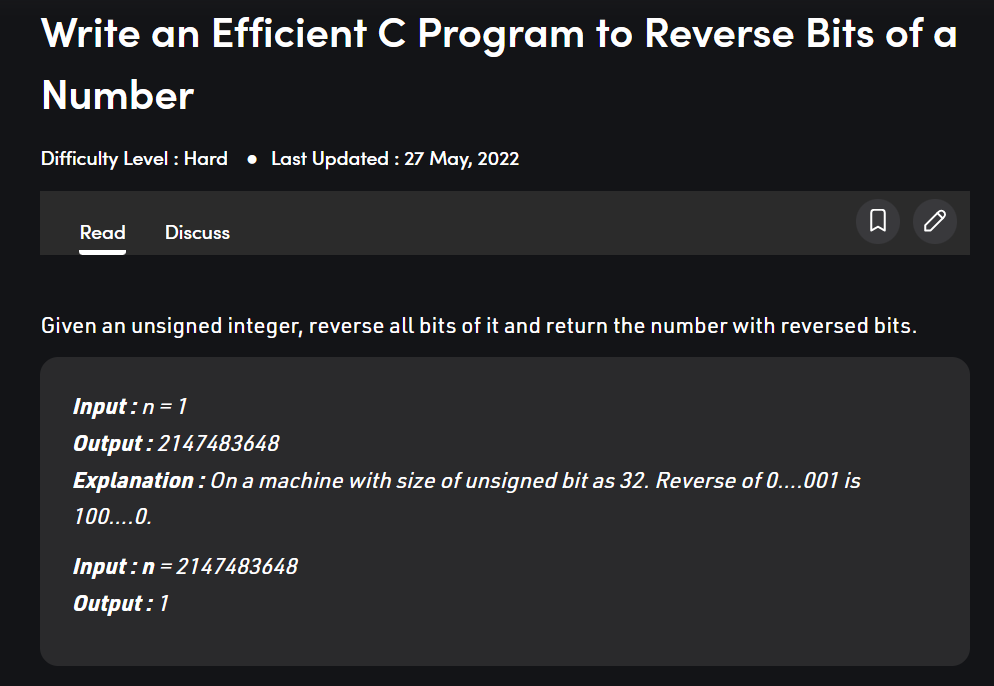 Write an Efficient C Program to Reverse Bits of a
Number
Difficulty Level : Hard ● Last Updated : 27 May, 2022
Read Discuss
Given an unsigned integer, reverse all bits of it and return the number with reversed bits.
Input : n = 1
Output : 2147483648
Explanation : On a machine with size of unsigned bit as 32. Reverse of 0....001 is
100....0.
Input : n = 2147483648
Output : 1